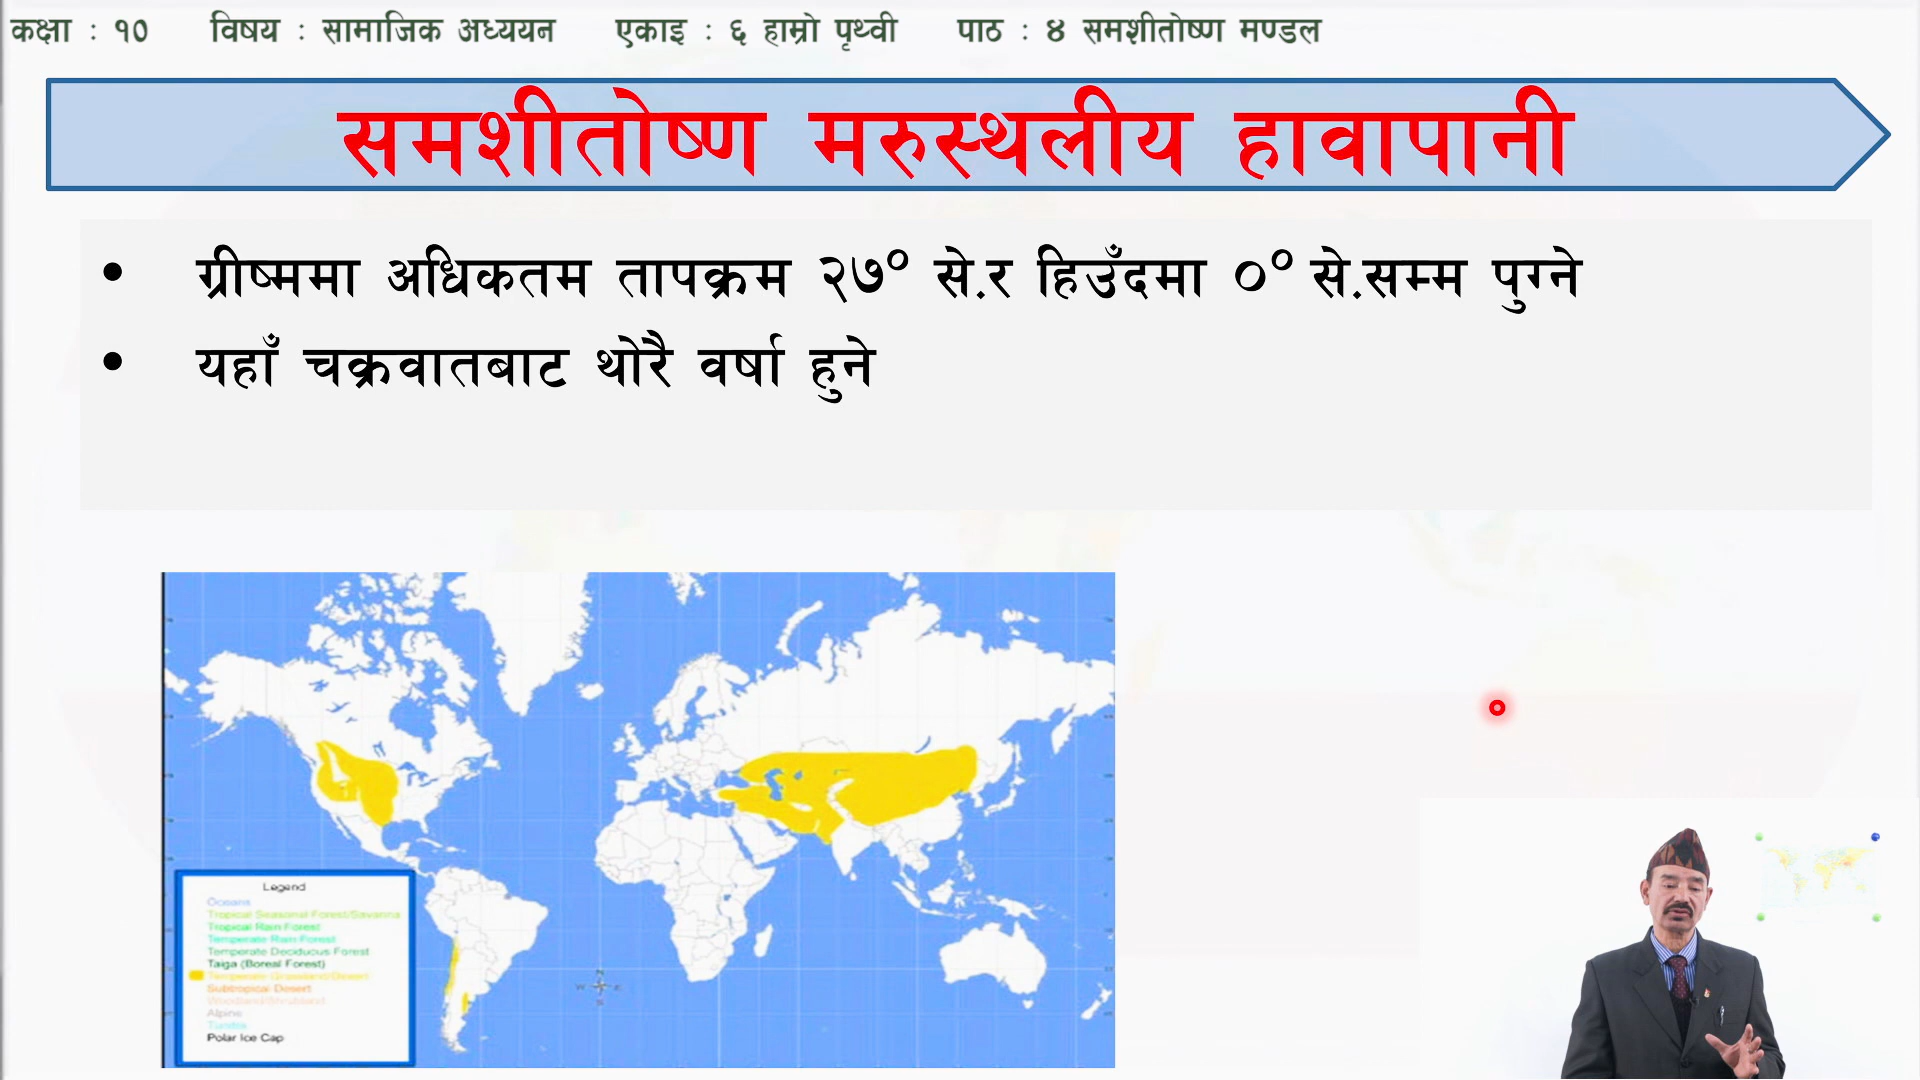 कक्षा : १० विषय : सामाजिक अध्ययन एकाइ : ६ हाम्रो पृथ्वी पाठ : ४ समशीतोष्ण मण्डल
समशीतोष्ण मरुस्थलीय हावापानी
• ग्रीष्ममा अधिकतम तापक्रम २७° से.र हिउँदमा ०° से.सम्म पुग्ने
• यहाँ चक्रवातबाट थोरै वर्षा हुने
Legend
Oceans
Tropical Seasonal Forest/Savanna
Tropical Rain Forest
Temperate Rain Forest
Temperate Deciduous Forest
Taiga (Boreal Forest)
Temperate Grassland/Desert
Subtropical Desert
Woodland/Shrubland
Alpine
Tundra
Polar Ice Cap
N
W E
S